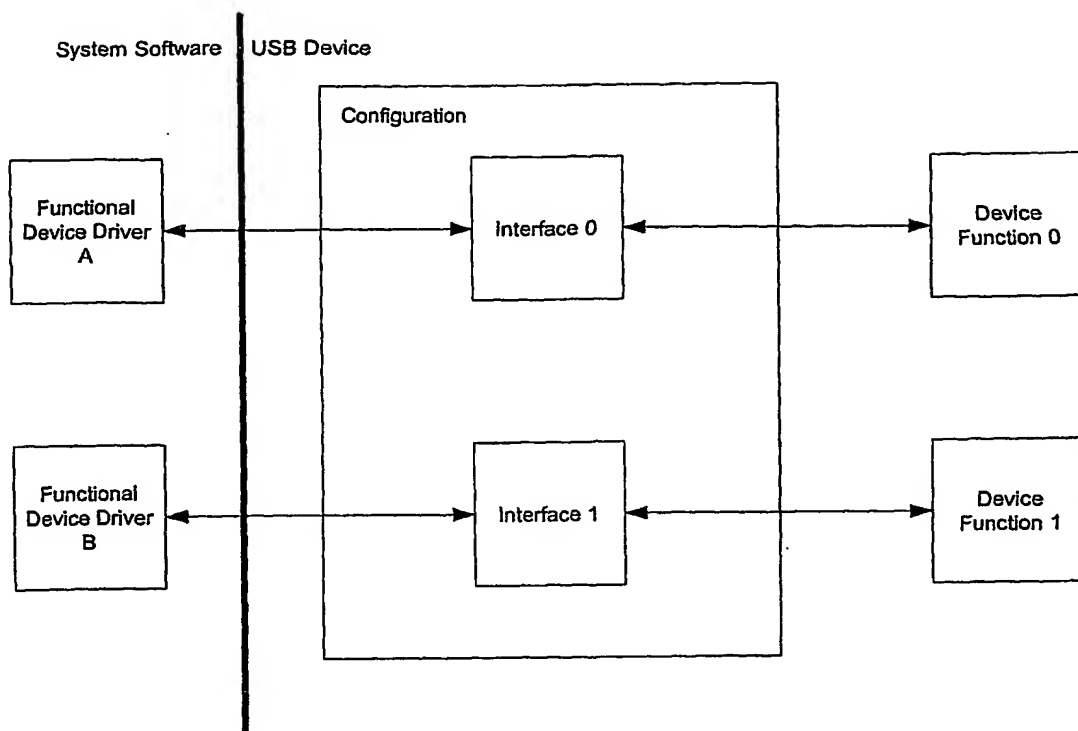 System Software
USB Device
Configuration
Functional
Device Driver
A
Interface 0
Device
Function 0
Functional
Device Driver
B
Interface 1
Device
Function 1